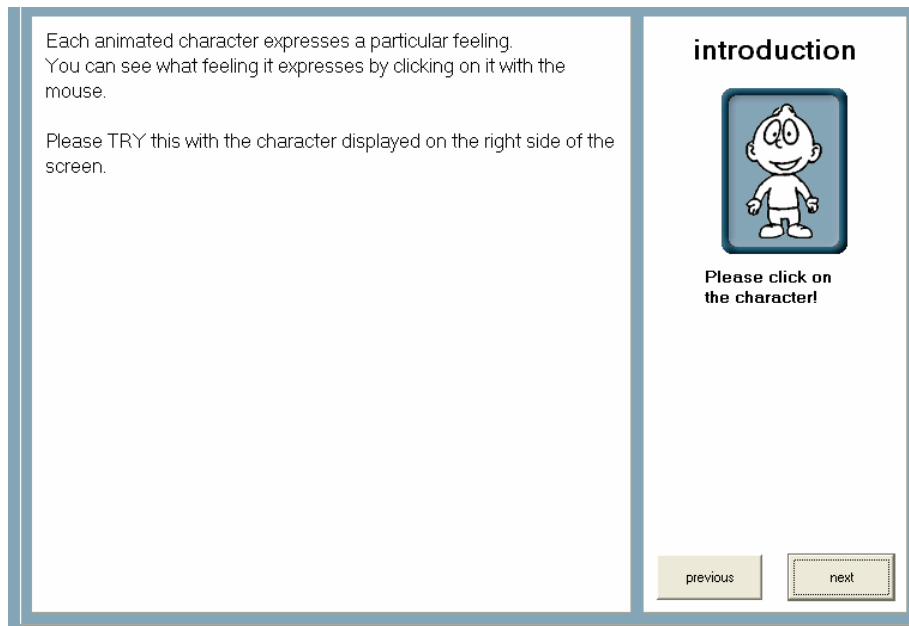 Each animated character expresses a particular feeling.
You can see what feeling it expresses by clicking on it with the
mouse.
Please TRY this with the character displayed on the right side of the
screen.
introduction
Please click on
the character!
previous
next